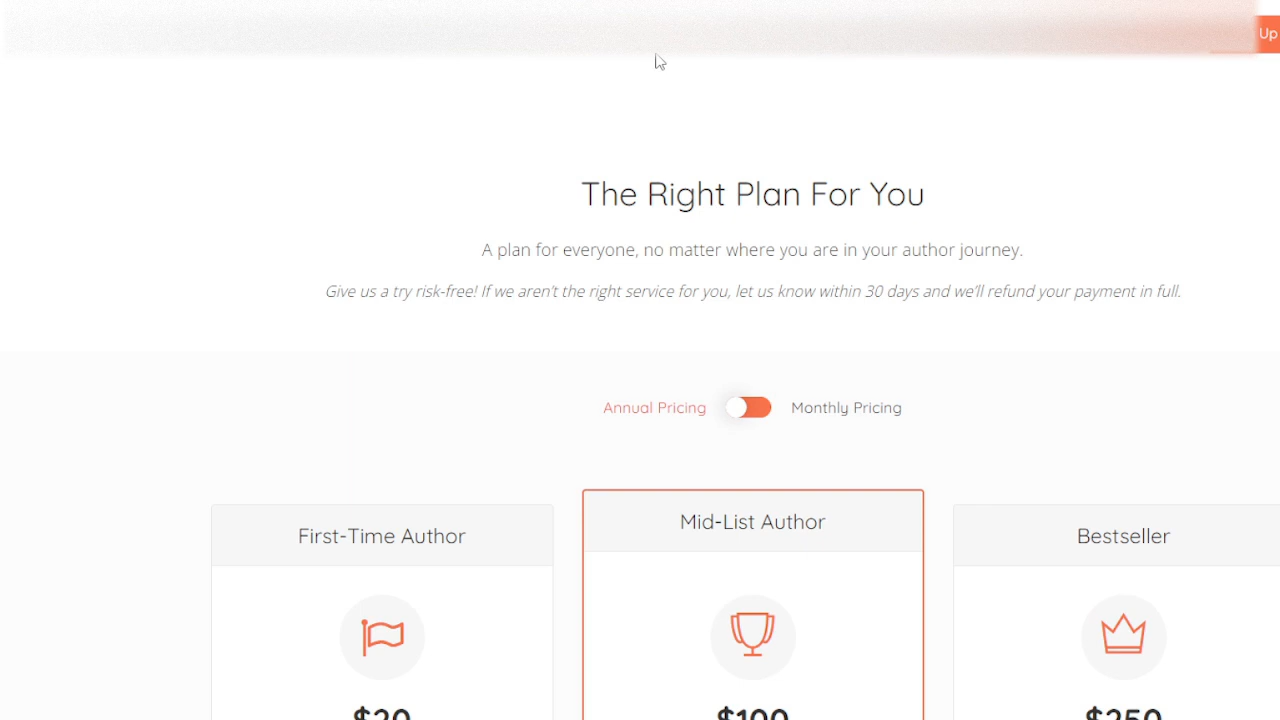 Up
The Right Plan For You
A plan for everyone, no matter where you are in your author journey.
Give us a try risk-free! If we aren't the right service for you, let us know within 30 days and we'll refund your payment in full.
Annual Pricing Monthly Pricing
First-Time Author Mid-List Author Bestseller
$100 $250